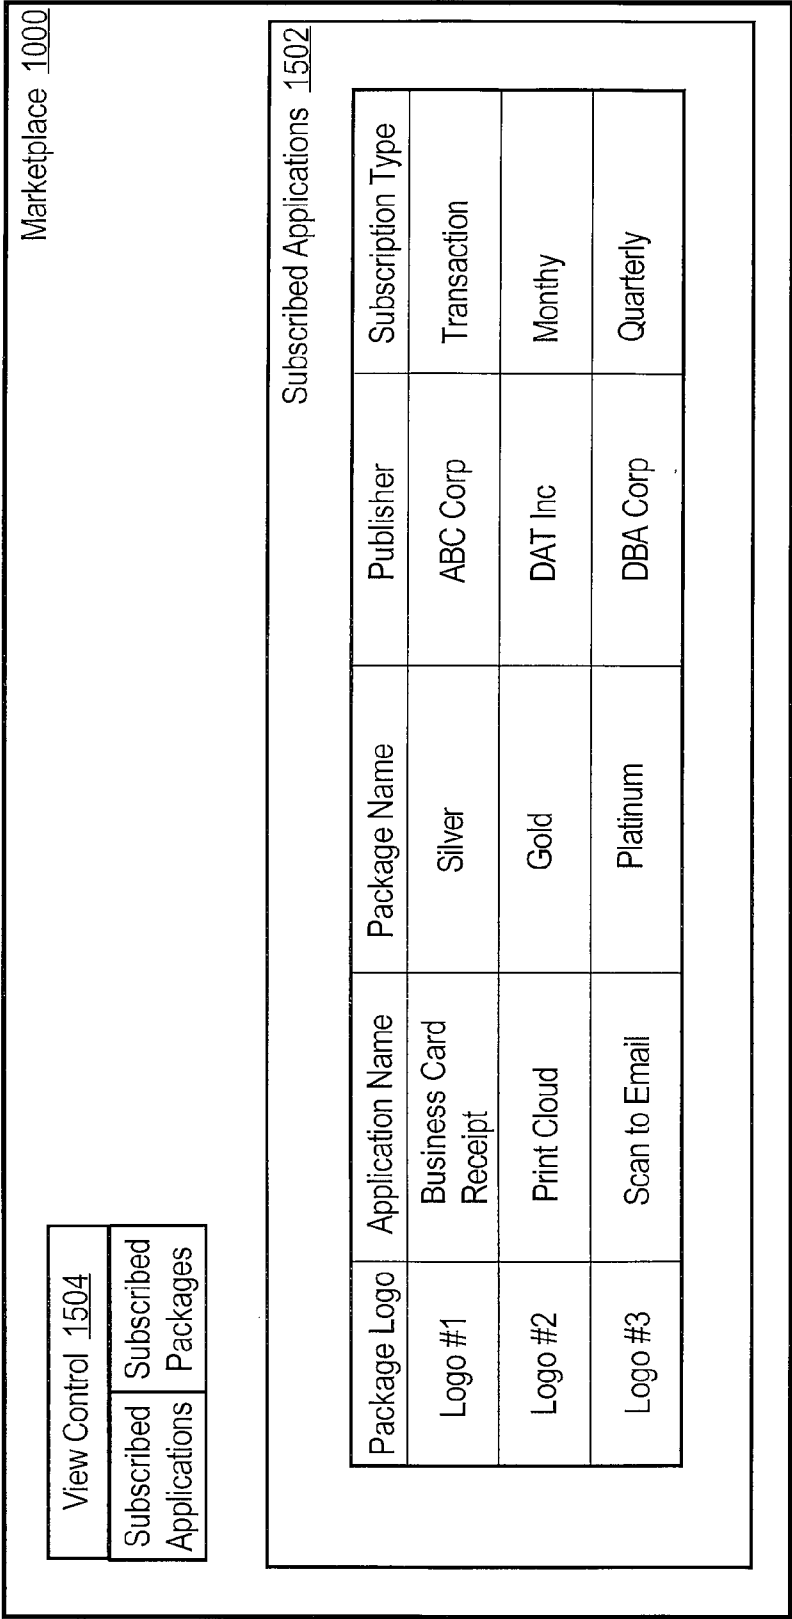 Marketplace 1000
View Control 1504
Subscribed Applications
Subscribed Packages
Subscribed Applications 1502
Package Logo Application Name Package Name Publisher Subscription Type
Logo #1 Business Card Receipt Silver ABC Corp Transaction
Logo #2 Print Cloud Gold DAT Inc Monthy
Logo #3 Scan to Email Platinum DBA Corp Quarterly